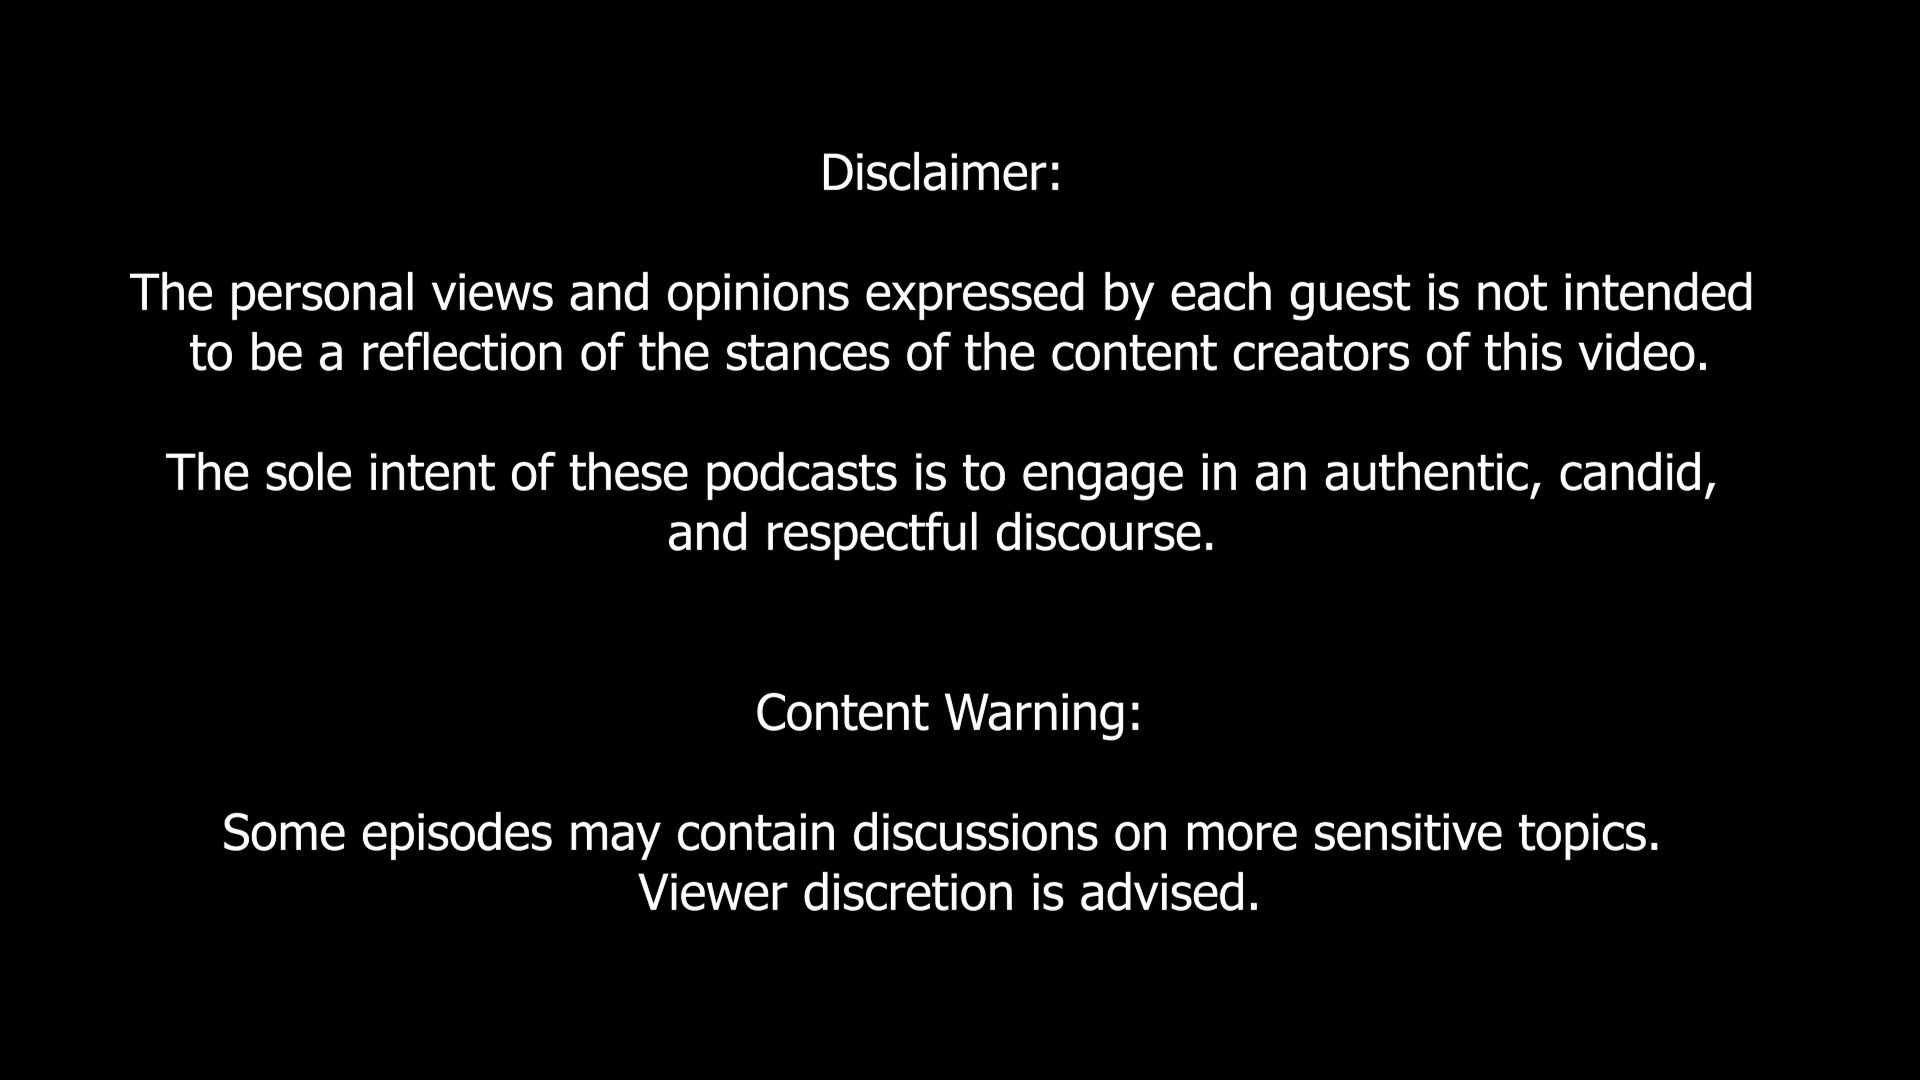 Disclaimer:
The personal views and opinions expressed by each guest is not intended
to be a reflection of the stances of the content creators of this video.
The sole intent of these podcasts is to engage in an authentic, candid,
and respectful discourse.
Content Warning:
Some episodes may contain discussions on more sensitive topics.
Viewer discretion is advised.